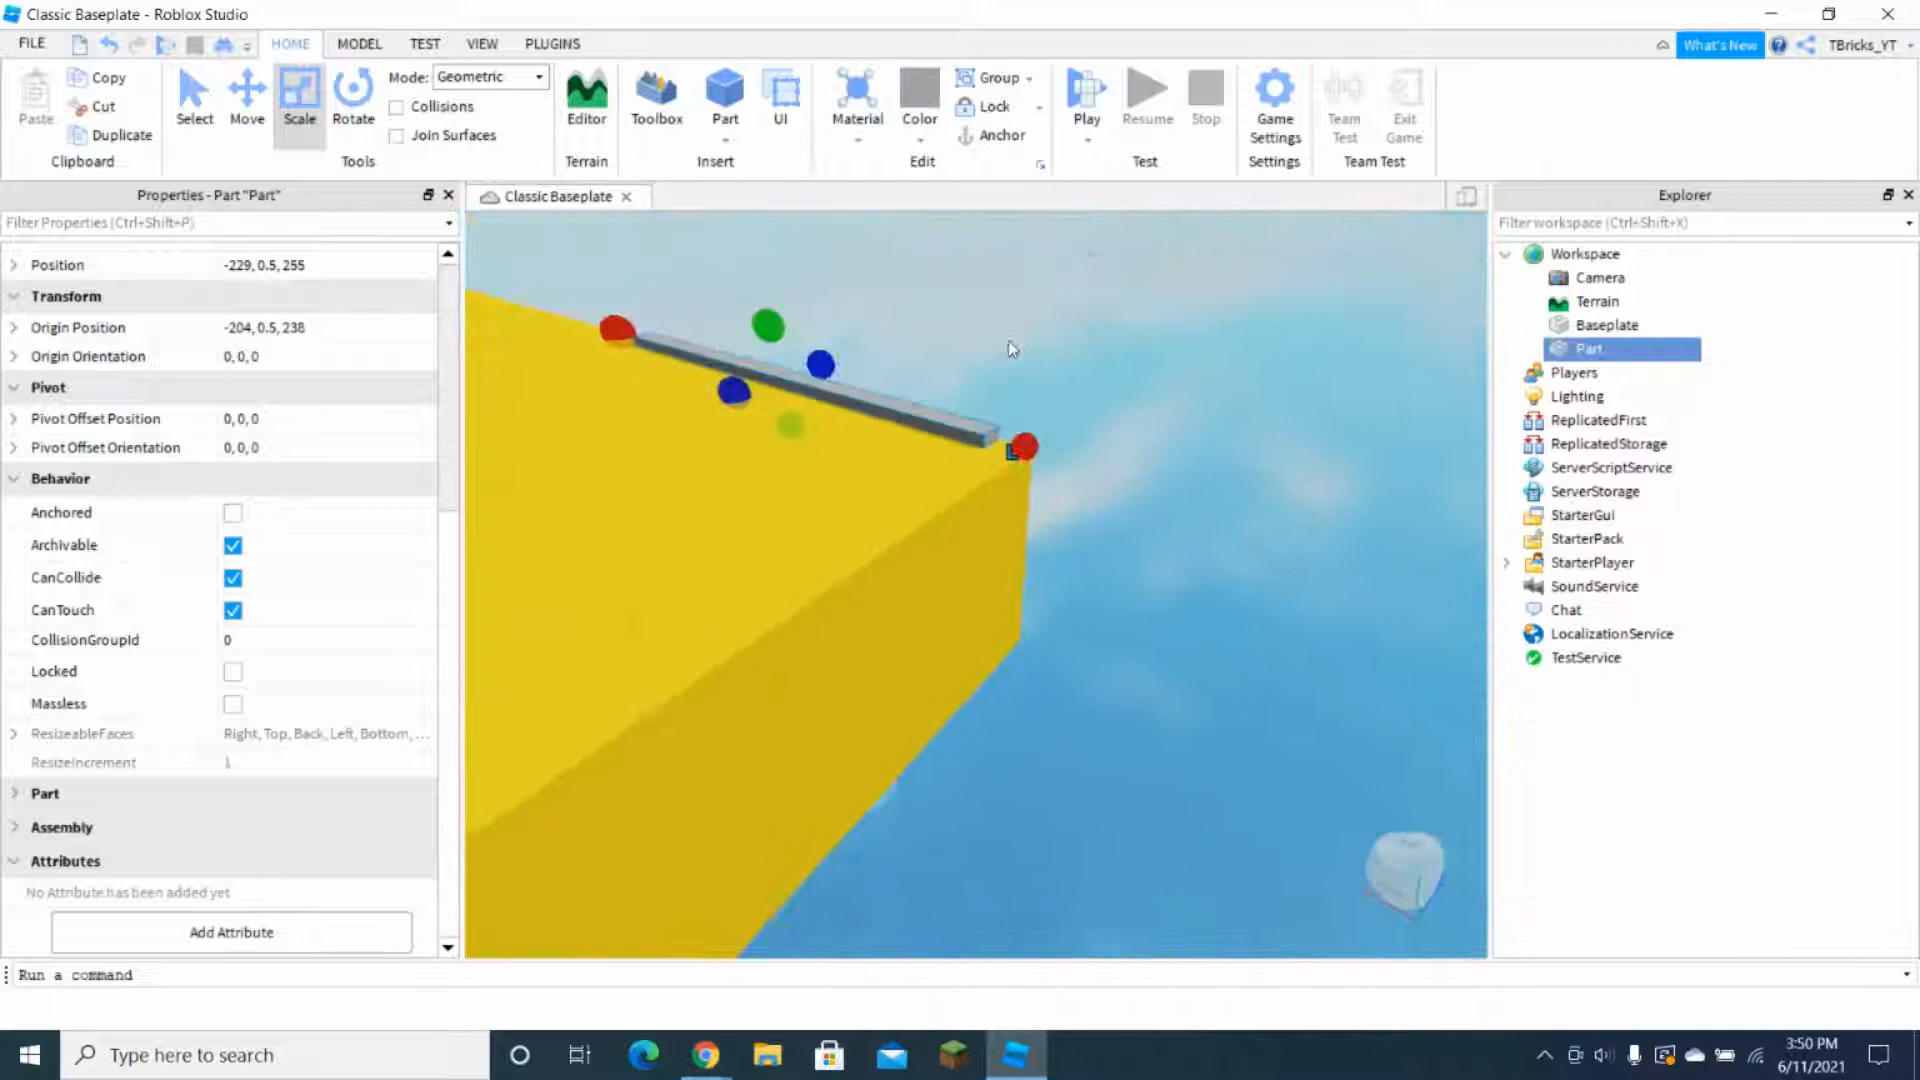 Classic Baseplate - Roblox Studio
FILE HOME MODEL TEST VIEW PLUGINS What's New TBricks_YT
Paste Copy Cut Duplicate Clipboard
Select Move Scale Rotate Mode: Geometric Collisions Join Surfaces Tools
Editor Terrain
Toolbox Part UI Insert
Material Color Group Lock Anchor Edit
Play Resume Stop Test
Game Settings Settings
Team Test Exit Game Team Test
Properties - Part "Part"
Filter Properties (Ctrl+Shift+P)
Position -229, 0.5, 255
Transform
Origin Position -204, 0.5, 238
Origin Orientation 0, 0, 0
Pivot
Pivot Offset Position 0, 0, 0
Pivot Offset Orientation 0, 0, 0
Behavior
Anchored
Archivable
CanCollide
CanTouch
CollisionGroupId 0
Locked
Massless
ResizeableFaces Right, Top, Back, Left, Bottom, ...
ResizeIncrement 1
Part
Assembly
Attributes
No Attribute has been added yet
Add Attribute
Classic Baseplate
L
Explorer
Filter workspace (Ctrl+Shift+X)
Workspace
Camera
Terrain
Baseplate
Part
Players
Lighting
ReplicatedFirst
ReplicatedStorage
ServerScriptService
ServerStorage
StarterGui
StarterPack
StarterPlayer
SoundService
Chat
LocalizationService
TestService
Run a command
Type here to search
3:50 PM
6/11/2021